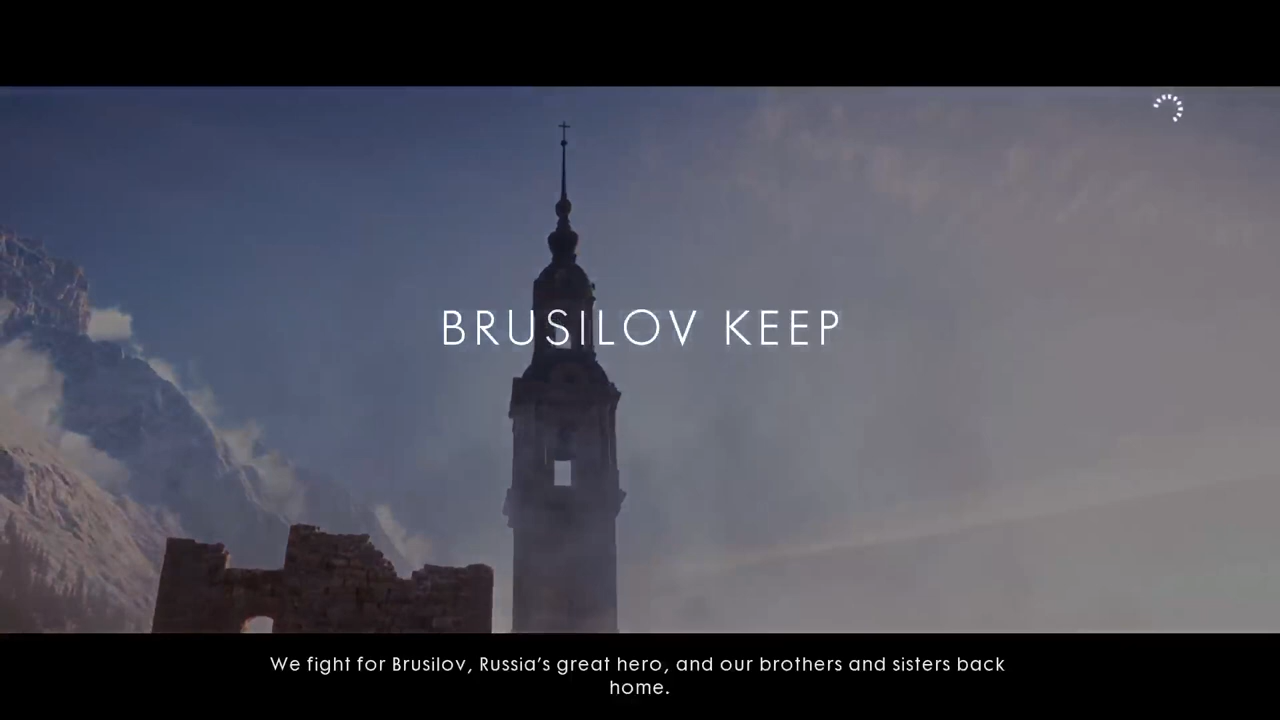 BRUSILOV KEEP
We fight for Brusilov, Russia’s great hero, and our brothers and sisters back
home.